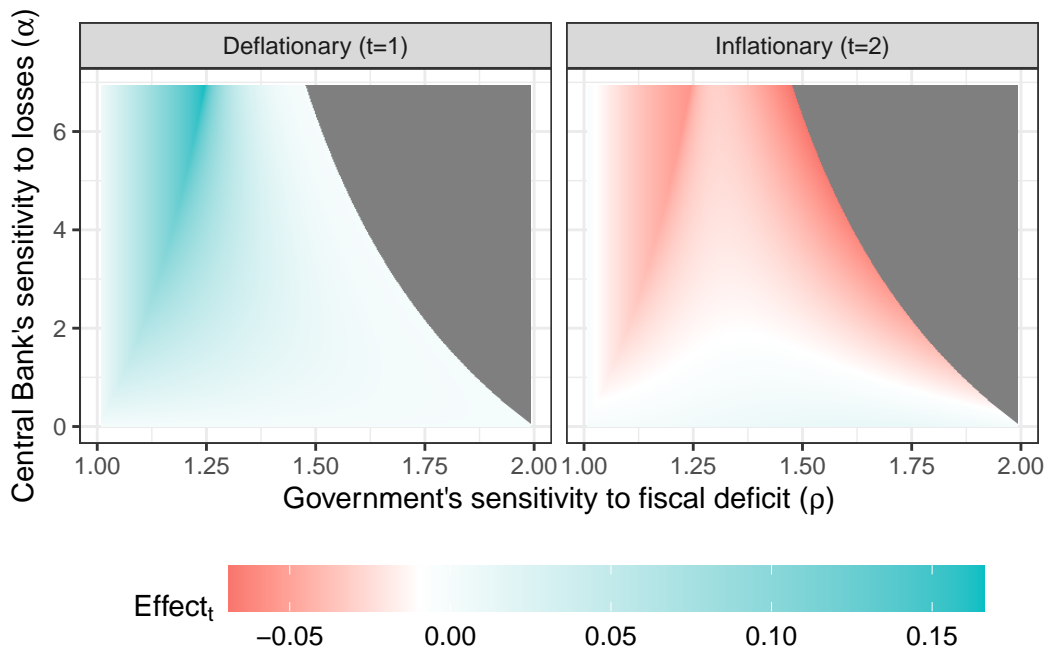 Deflationary (t=1)
Inflationary (t=2)
Central Bank's sensitivity to losses (α)
6
4
2
0
1.00 1.25 1.50 1.75 2.00
1.00 1.25 1.50 1.75 2.00
Government's sensitivity to fiscal deficit (ρ)
Effectt
−0.05 0.00 0.05 0.10 0.15